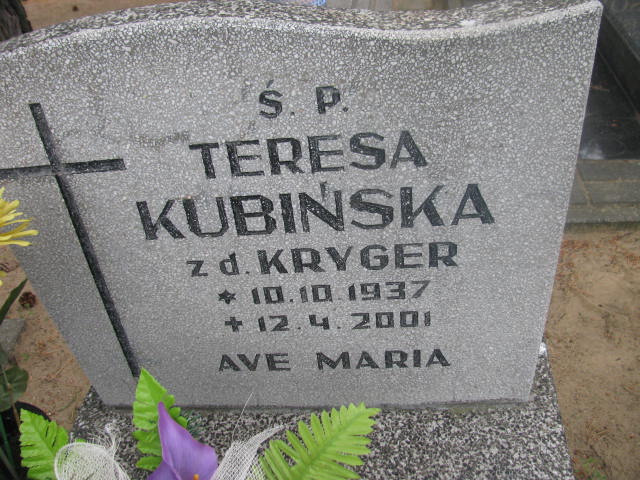 Ś. P.
TERESA
KUBIŃSKA
z d. KRYGER
* 10.10.1937
+ 12.4.2001
AVE MARIA